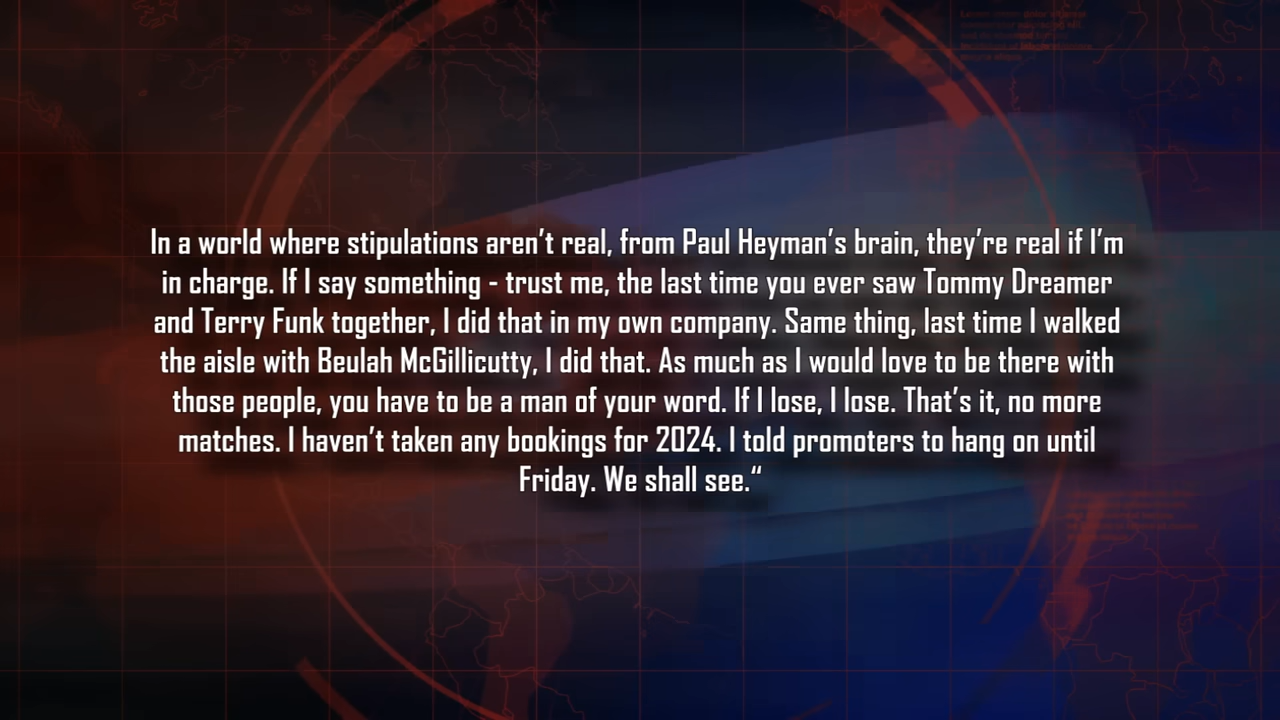 In a world where stipulations aren’t real, from Paul Heyman’s brain, they’re real if I’m
in charge. If I say something - trust me, the last time you ever saw Tommy Dreamer
and Terry Funk together, I did that in my own company. Same thing, last time I walked
the aisle with Beulah McGillicutty, I did that. As much as I would love to be there with
those people, you have to be a man of your word. If I lose, I lose. That’s it, no more
matches. I haven’t taken any bookings for 2024. I told promoters to hang on until
Friday. We shall see.“